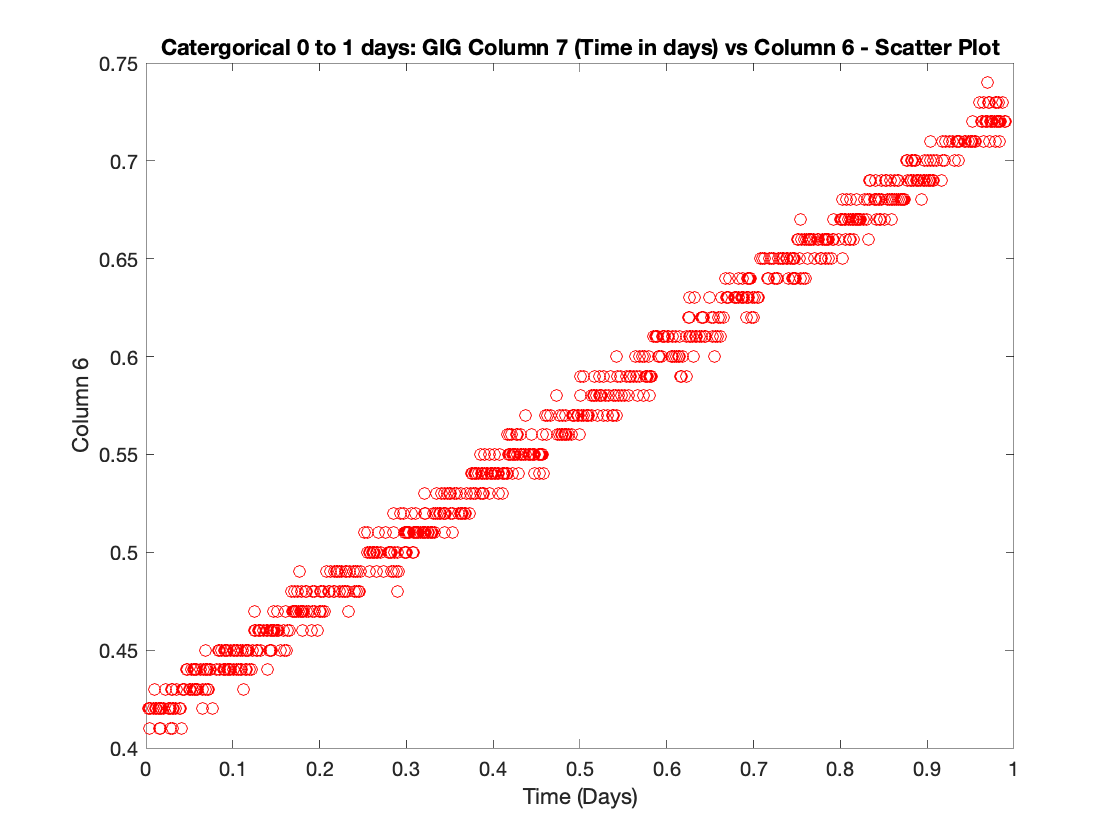 Catergorical 0 to 1 days: GIG Column 7 (Time in days) vs Column 6 - Scatter Plot
0.75
0.7
0.65
0.6
0.55
0.5
0.45
0.4
Column 6
0 0.1 0.2 0.3 0.4 0.5 0.6 0.7 0.8 0.9 1
Time (Days)